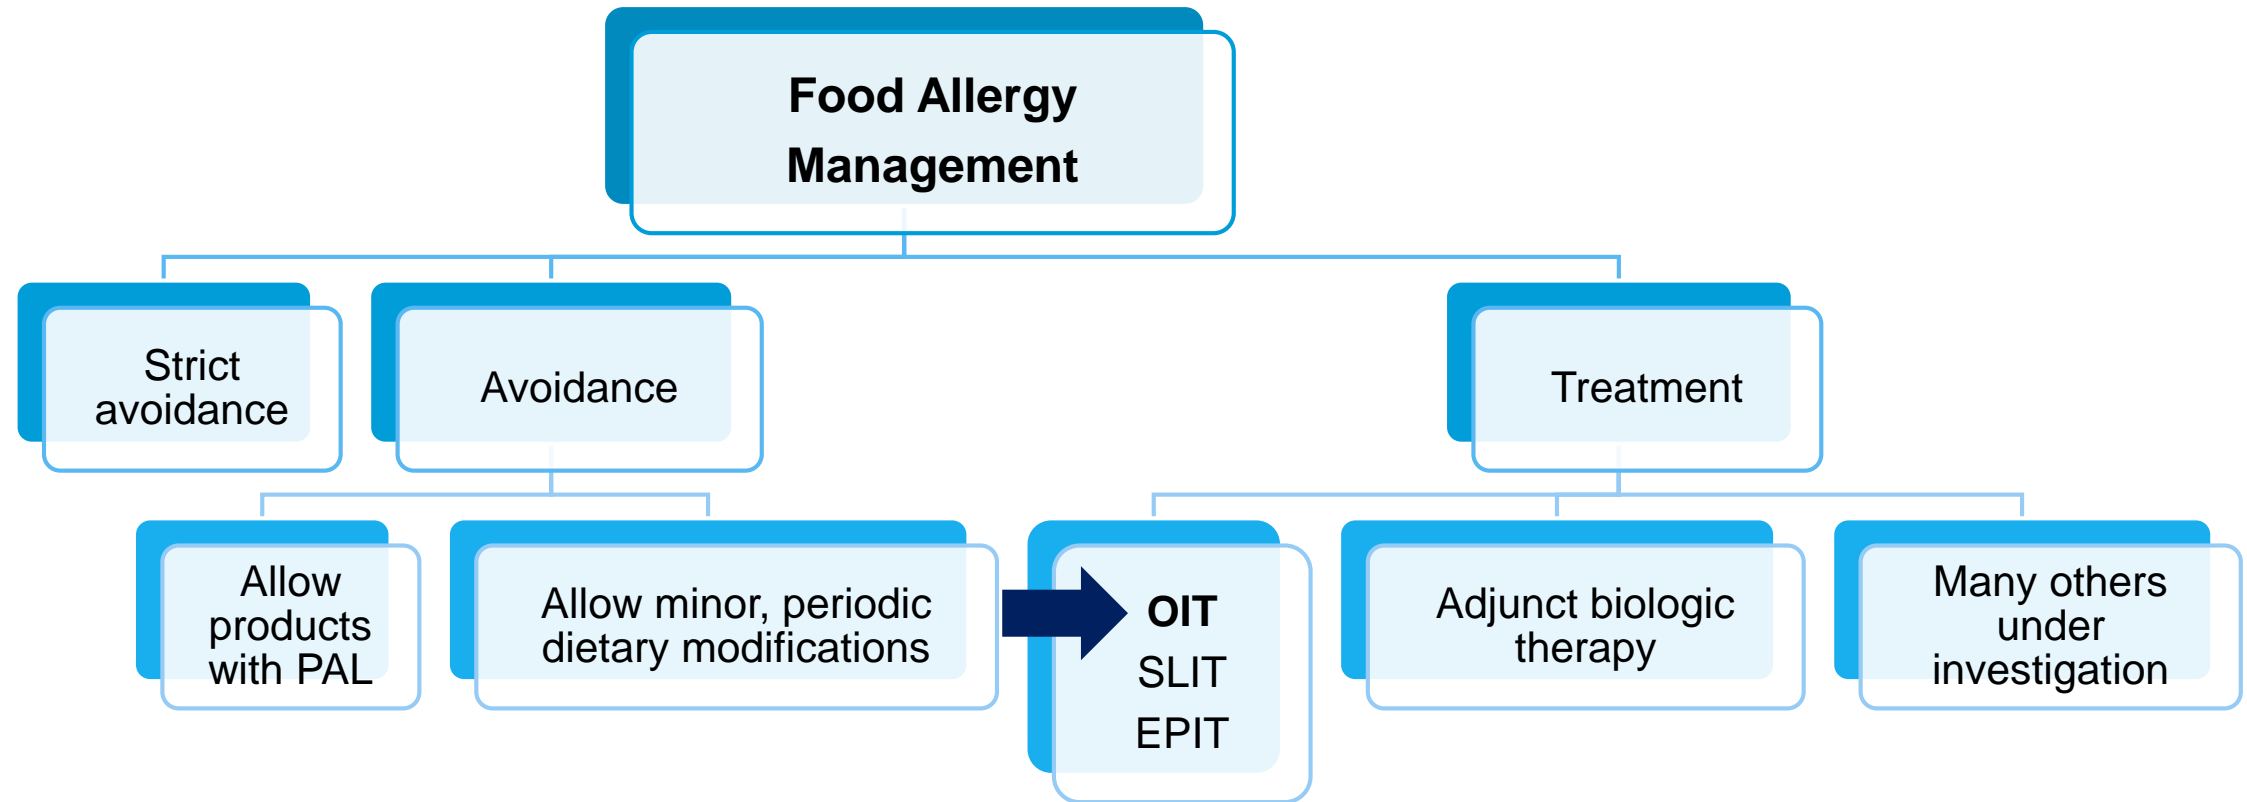 Food Allergy
Management
Strict
avoidance
Avoidance
Treatment
Allow
products
with PAL
Allow minor, periodic
dietary modifications
OIT
SLIT
EPIT
Adjunct biologic
therapy
Many others
under
investigation